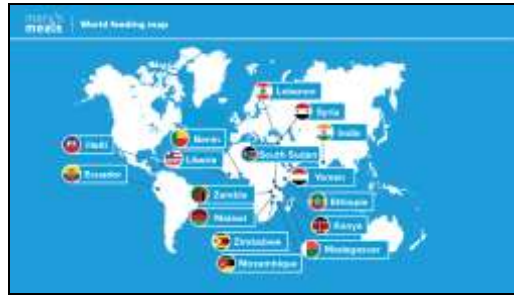 mary's
meals
World feeding map
Lebanon
Syria
India
Benin
South Sudan
Haiti
Liberia
Yemen
Ecuador
Zambia
Ethiopia
Malawi
Kenya
Zimbabwe
Madagascar
Mozambique